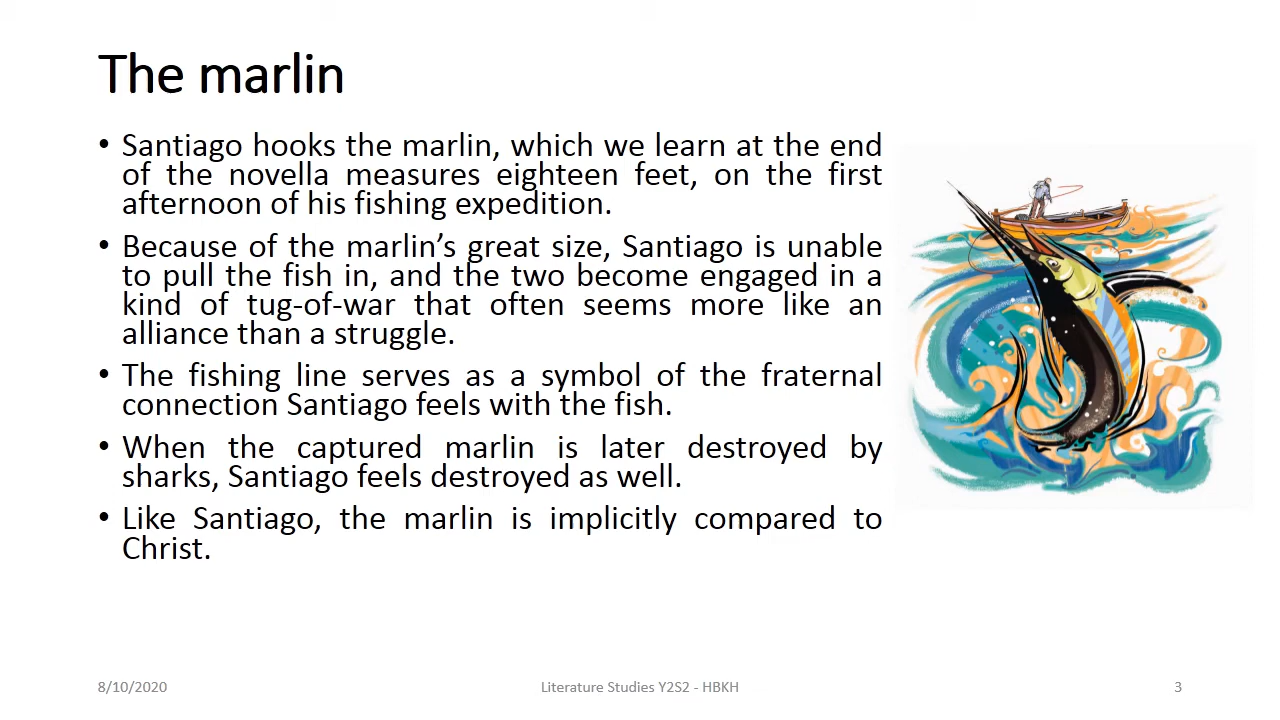 The marlin
• Santiago hooks the marlin, which we learn at the end
of the novella measures eighteen feet, on the first
afternoon of his fishing expedition.
• Because of the marlin’s great size, Santiago is unable
to pull the fish in, and the two become engaged in a
kind of tug-of-war that often seems more like an
alliance than a struggle.
• The fishing line serves as a symbol of the fraternal
connection Santiago feels with the fish.
• When the captured marlin is later destroyed by
sharks, Santiago feels destroyed as well.
• Like Santiago, the marlin is implicitly compared to
Christ.
8/10/2020
Literature Studies Y2S2 - HBKH
3